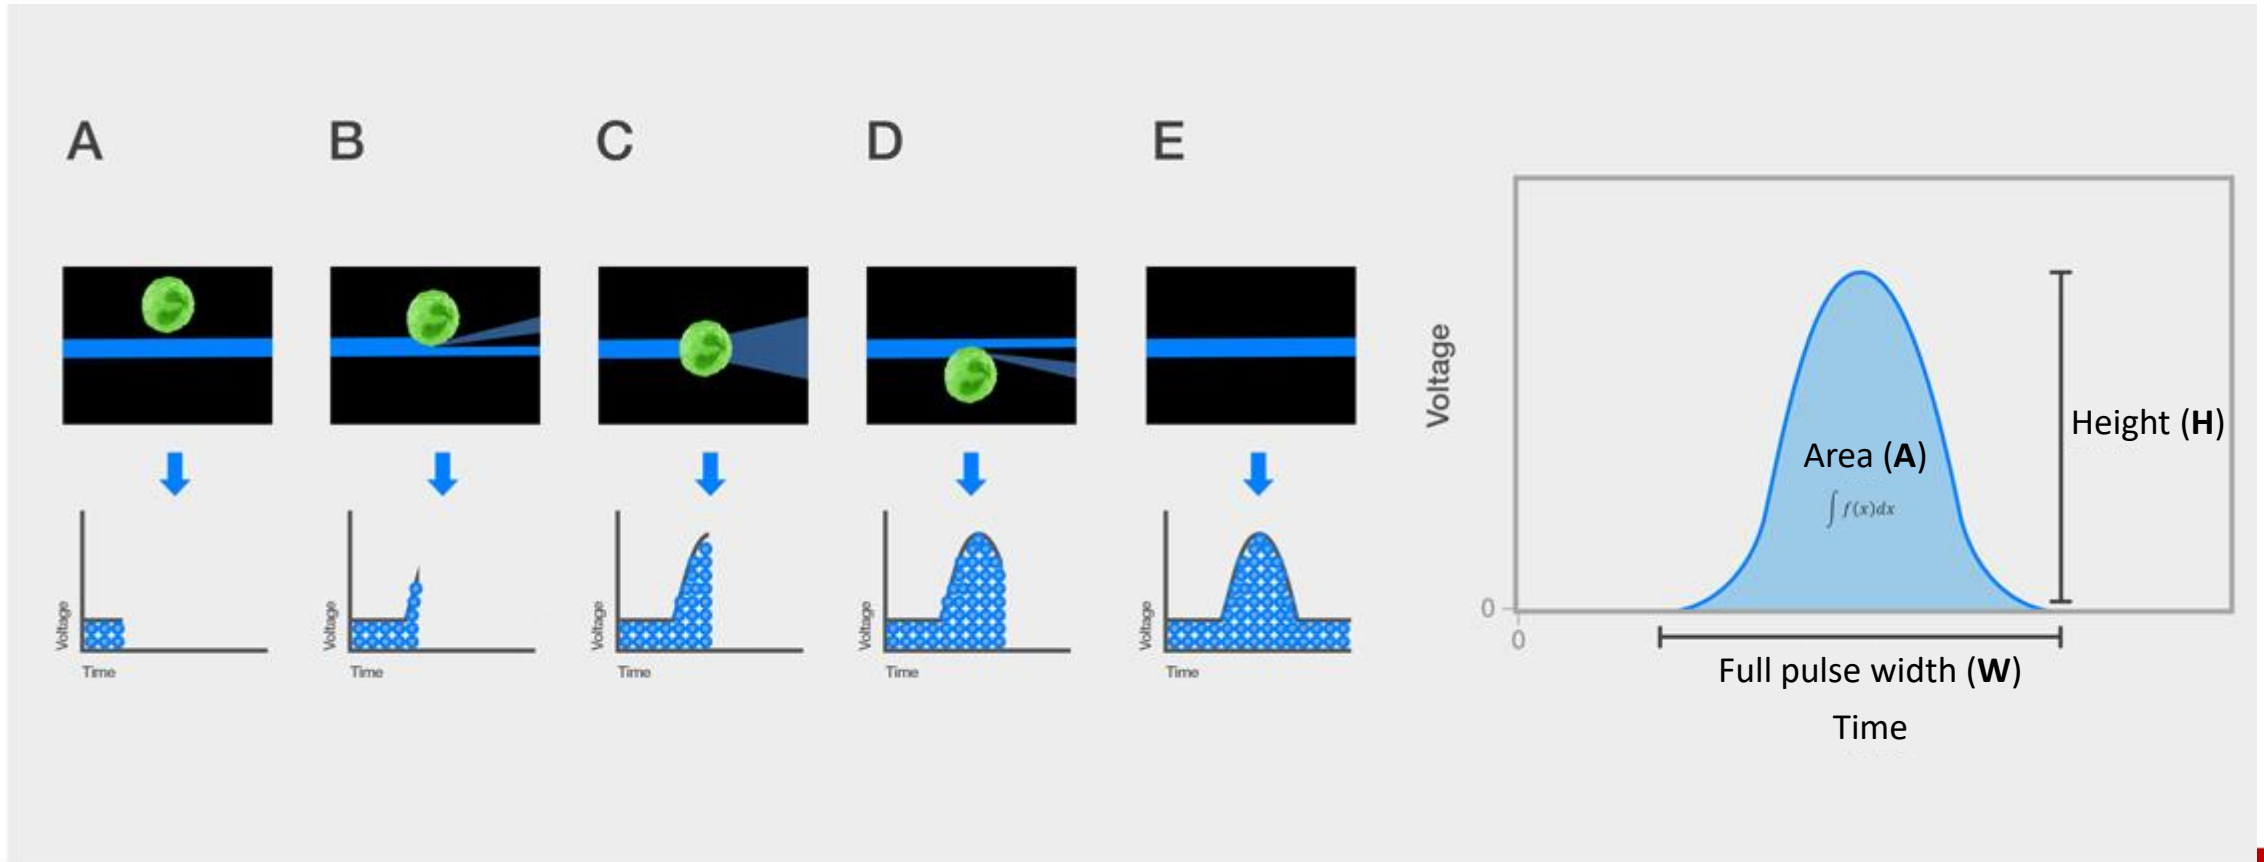 A
B
C
D
E
Voltage
Time
Voltage
Time
Voltage
Time
Voltage
Time
Voltage
Time
Voltage
0
0
Area (A)
∫ f(x)dx
Height (H)
Full pulse width (W)
Time